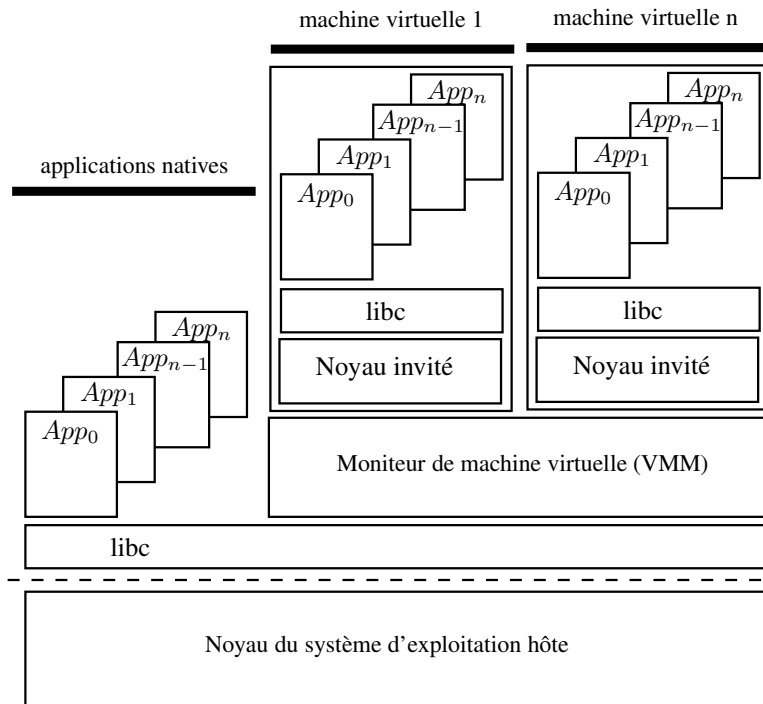 machine virtuelle 1
machine virtuelle n
App_n
App_{n−1}
App_1
App_0
libc
Noyau invité
App_n
App_{n−1}
App_1
App_0
libc
Noyau invité
applications natives
App_n
App_{n−1}
App_1
App_0
Moniteur de machine virtuelle (VMM)
libc
Noyau du système d'exploitation hôte